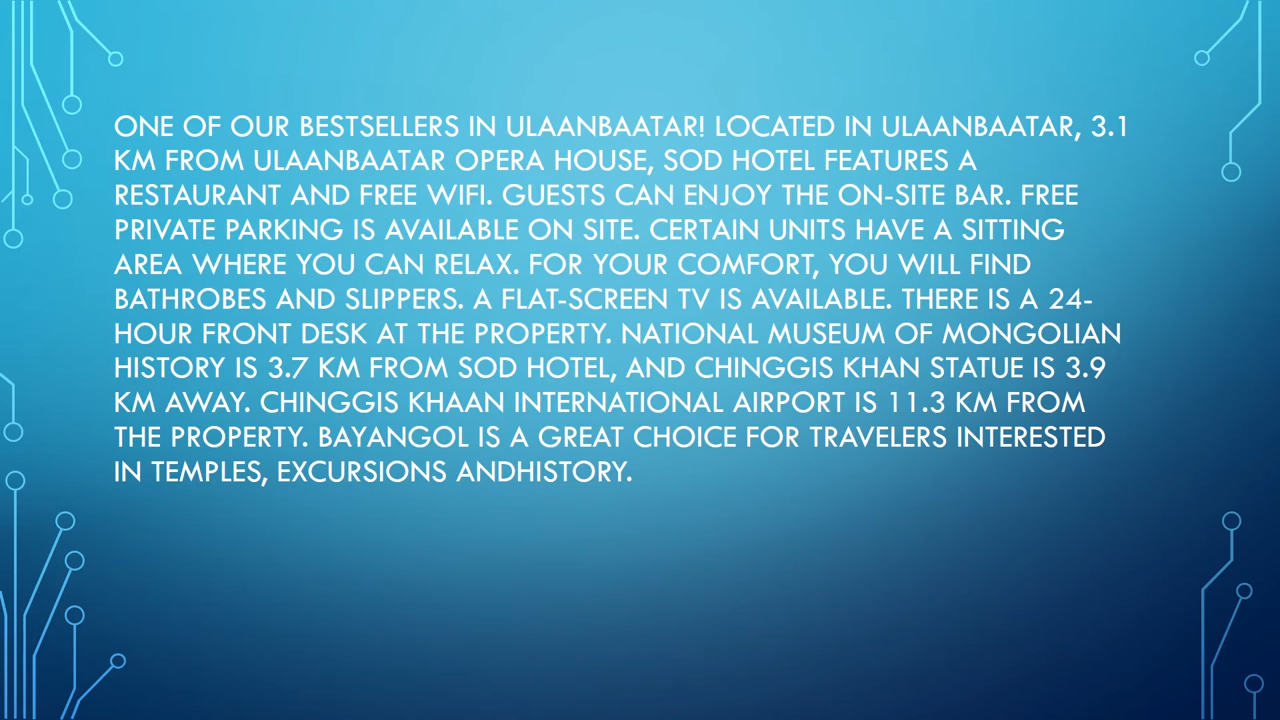 ONE OF OUR BESTSELLERS IN ULAANBAATAR! LOCATED IN ULAANBAATAR, 3.1
KM FROM ULAANBAATAR OPERA HOUSE, SOD HOTEL FEATURES A
RESTAURANT AND FREE WIFI. GUESTS CAN ENJOY THE ON-SITE BAR. FREE
PRIVATE PARKING IS AVAILABLE ON SITE. CERTAIN UNITS HAVE A SITTING
AREA WHERE YOU CAN RELAX. FOR YOUR COMFORT, YOU WILL FIND
BATHROBES AND SLIPPERS. A FLAT-SCREEN TV IS AVAILABLE. THERE IS A 24-
HOUR FRONT DESK AT THE PROPERTY. NATIONAL MUSEUM OF MONGOLIAN
HISTORY IS 3.7 KM FROM SOD HOTEL, AND CHINGGIS KHAN STATUE IS 3.9
KM AWAY. CHINGGIS KHAAN INTERNATIONAL AIRPORT IS 11.3 KM FROM
THE PROPERTY. BAYANGOL IS A GREAT CHOICE FOR TRAVELERS INTERESTED
IN TEMPLES, EXCURSIONS ANDHISTORY.